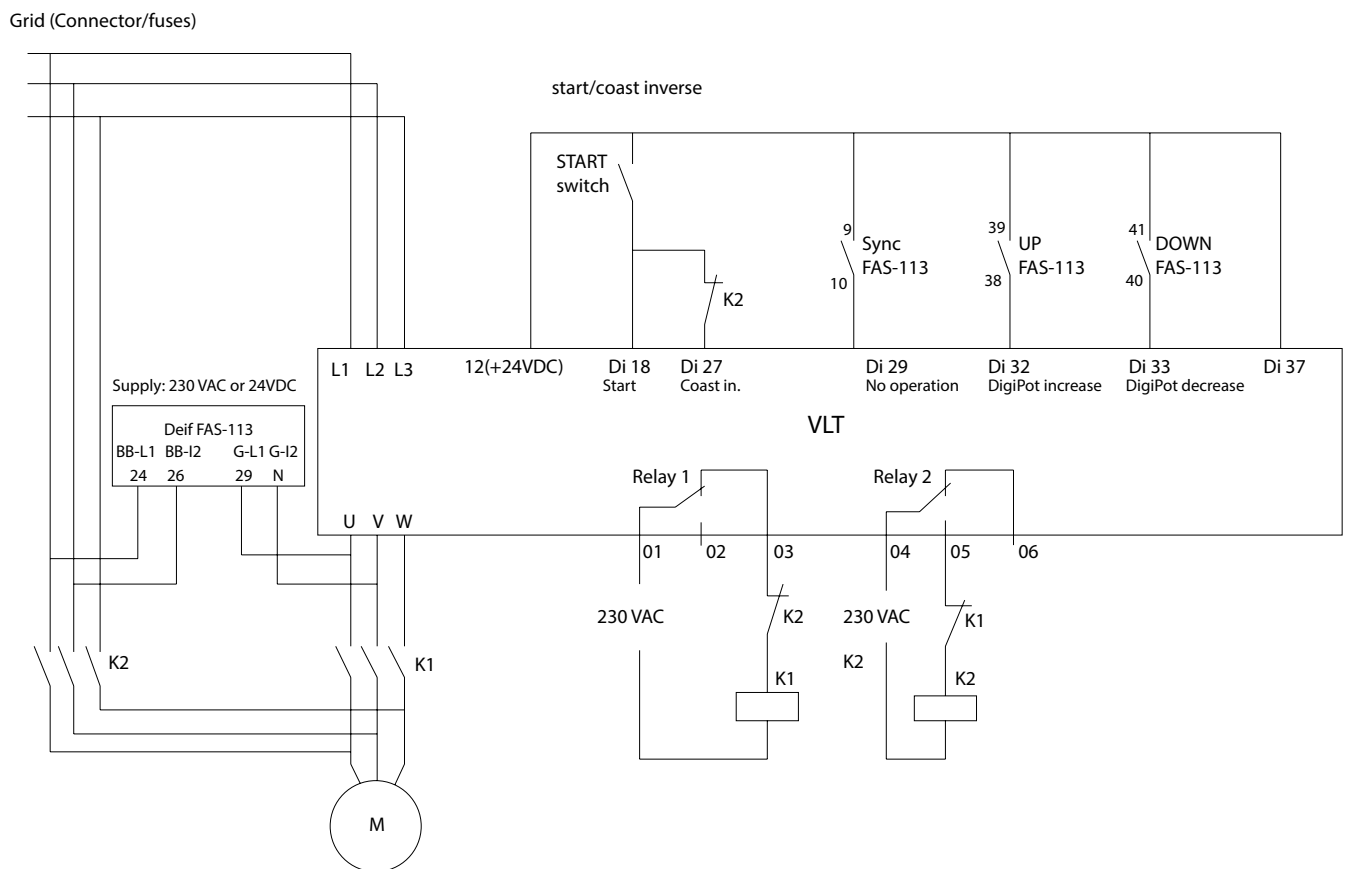 Grid (Connector/fuses)
start/coast inverse
START
switch
9
Sync
FAS-113
10
39
UP
FAS-113
38
41
DOWN
FAS-113
40
K2
L1 L2 L3
12(+24VDC)
Di 18
Start
Di 27
Coast in.
Di 29
No operation
Di 32
DigiPot increase
Di 33
DigiPot decrease
Di 37
Supply: 230 VAC or 24VDC
Deif FAS-113
BB-L1 BB-I2 G-L1 G-I2
24 26 29 N
VLT
Relay 1
Relay 2
U V W
01 02 03 04 05 06
230 VAC
K2
230 VAC
K1
K2
K2
K1
K1
K2
M